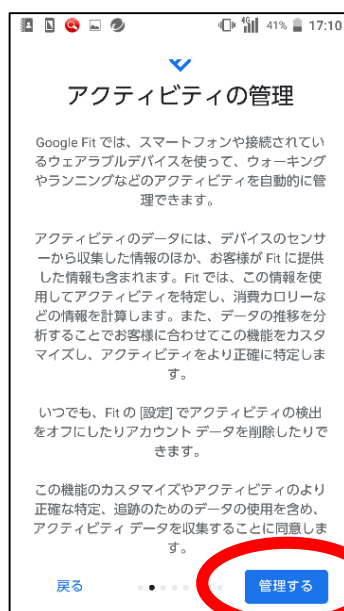 4G 41% 17:10
アクティビティの管理
Google Fit では、スマートフォンや接続されてい
るウェアラブルデバイスを使って、ウォーキング
やランニングなどのアクティビティを自動的に管
理できます。
アクティビティのデータには、デバイスのセンサ
ーから収集した情報のほか、お客様が Fit に提供
した情報も含まれます。Fit では、この情報を使
用してアクティビティを特定し、消費カロリーな
どの情報を計算します。また、データの推移を分
析することでお客様に合わせてこの機能をカスタ
マイズし、アクティビティをより正確に特定しま
す。
いつでも、Fit の [設定] でアクティビティの検出
をオフにしたりアカウント データを削除したりで
きます。
この機能のカスタマイズやアクティビティのより
正確な特定、追跡のためのデータの使用を含め、
アクティビティ データを収集することに同意しま
す。
戻る 管理する